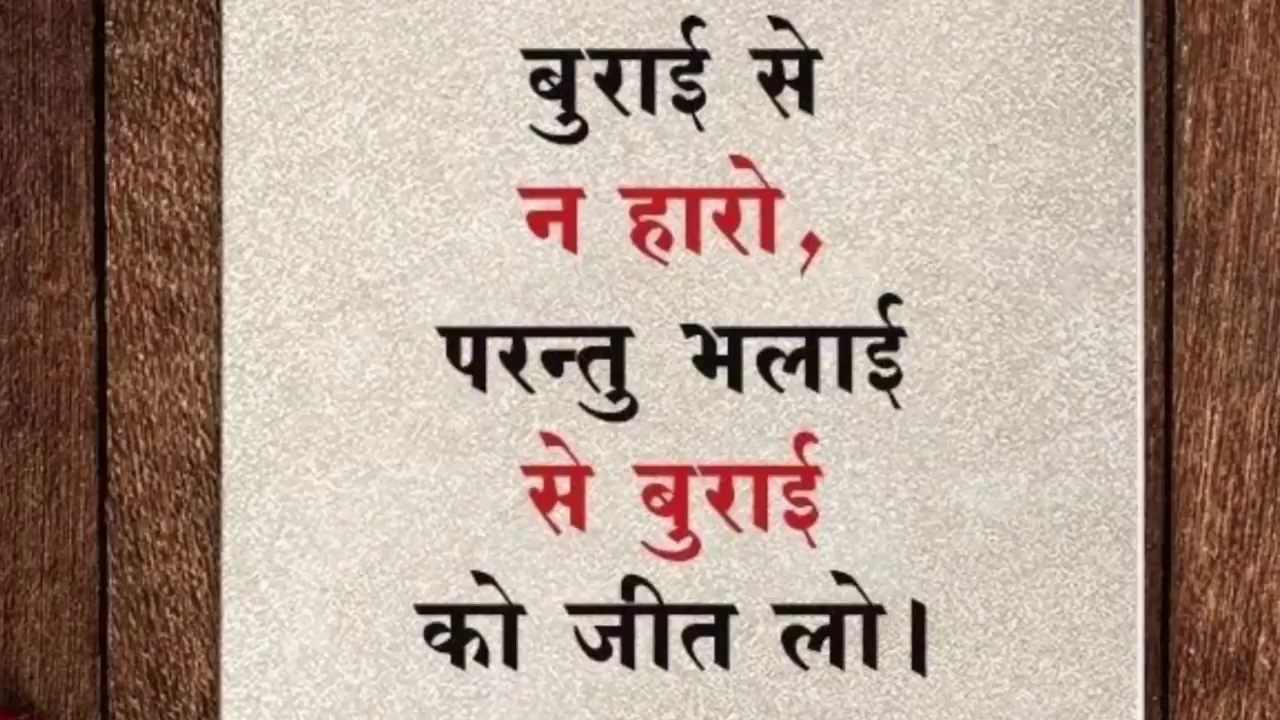 बुराई से
न हारो,
परन्तु भलाई
से बुराई
को जीत लो।